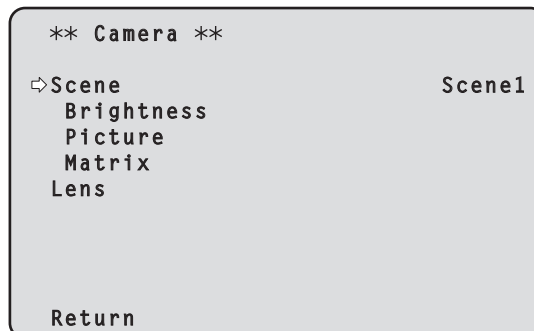 ** Camera **
⇨Scene Scene1
Brightness
Picture
Matrix
Lens
Return